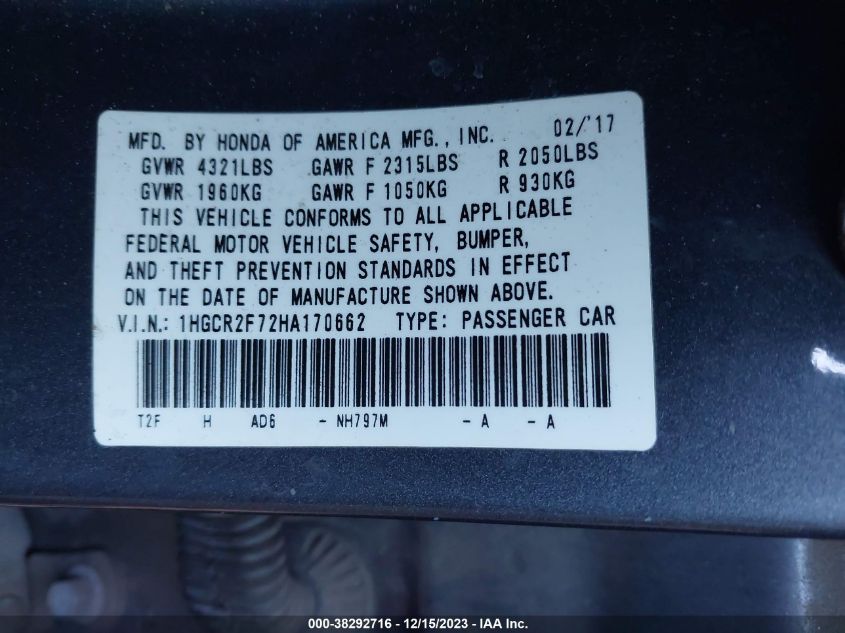 MFD. BY HONDA OF AMERICA MFG., INC. 02/'17
GVWR 4321LBS GAWR F 2315LBS R 2050LBS
GVWR 1960KG GAWR F 1050KG R 930KG
THIS VEHICLE CONFORMS TO ALL APPLICABLE
FEDERAL MOTOR VEHICLE SAFETY, BUMPER,
AND THEFT PREVENTION STANDARDS IN EFFECT
ON THE DATE OF MANUFACTURE SHOWN ABOVE.
V.I.N.: 1HGCR2F72HA170662 TYPE: PASSENGER CAR
T2F H AD6 - NH797M - A - A
000-38292716 - 12/15/2023 - IAA Inc.